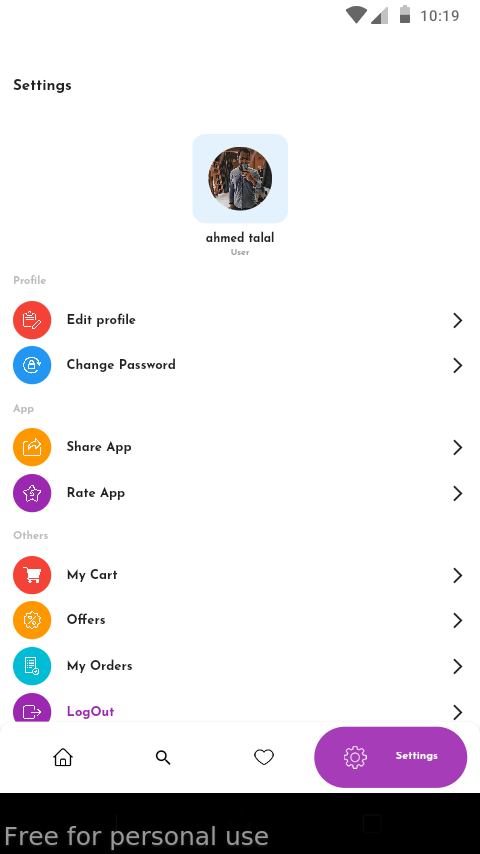 10:19
Settings
ahmed talal
User
Profile
Edit profile
Change Password
App
Share App
Rate App
Others
My Cart
Offers
My Orders
LogOut
Settings
Free for personal use